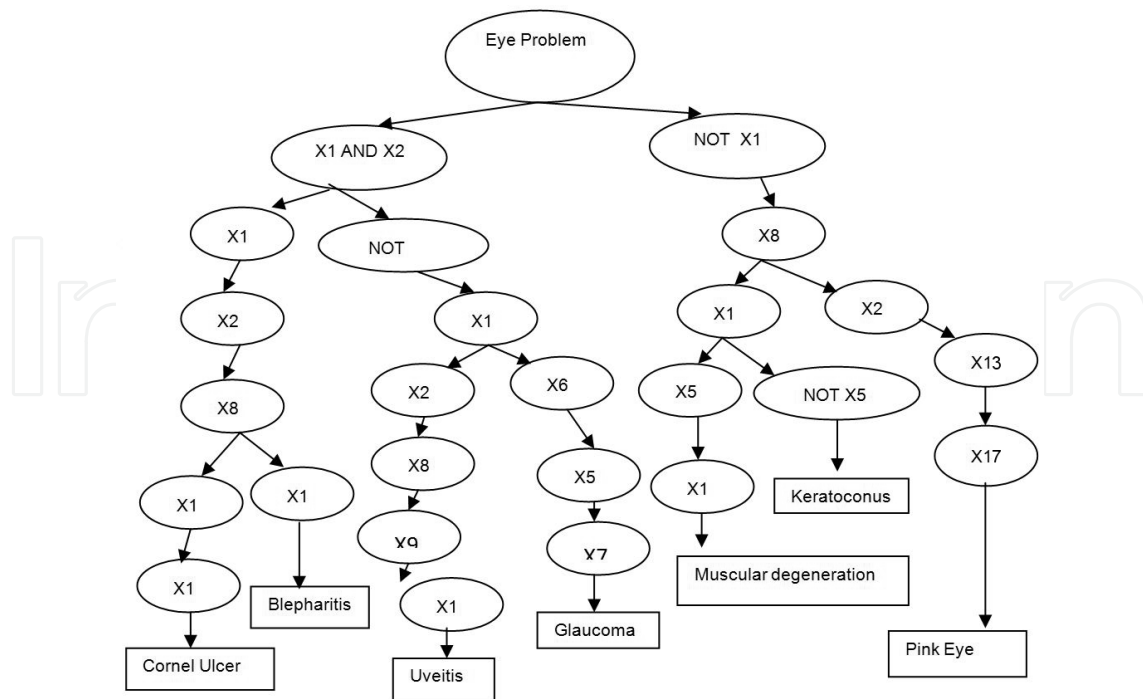 Eye Problem
X1 AND X2
NOT X1
X1
NOT
X8
X2
X1
X1
X2
X13
X8
X2
X6
X5
NOT X5
X1
X1
X8
X5
X1
X17
Keratoconus
X1
X9
X7
Muscular degeneration
Blepharitis
X1
Glaucoma
Cornel Ulcer
Uveitis
Pink Eye